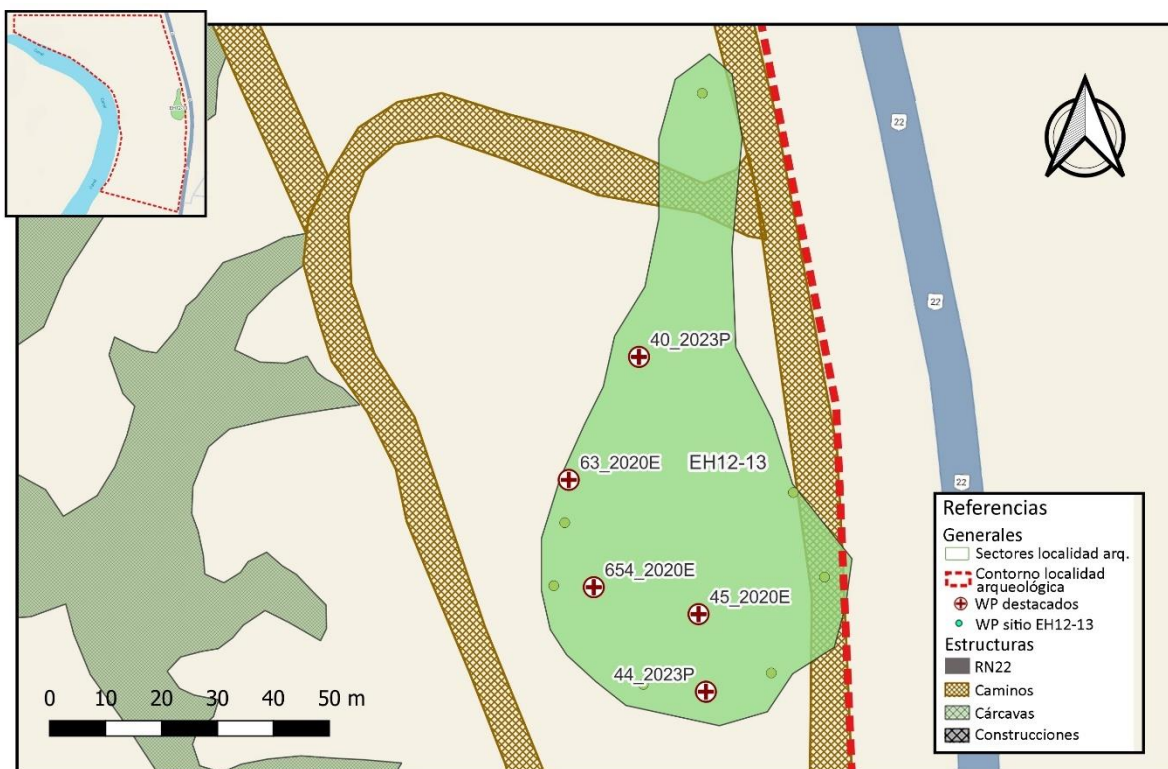 22
22
22
40_2023P
63_2020E
EH12-13
654_2020E
45_2020E
44_2023P
0 10 20 30 40 50 m
Referencias
Generales
Sectores localidad arq.
Contorno localidad
arqueológica
WP destacados
WP sitio EH12-13
Estructuras
RN22
Caminos
Cárcavas
Construcciones